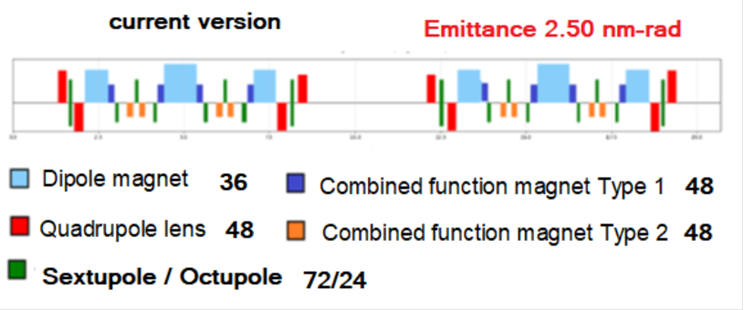 current version
Emittance 2.50 nm-rad
Dipole magnet 36
Combined function magnet Type 1 48
Quadrupole lens 48
Combined function magnet Type 2 48
Sextupole / Octupole 72/24